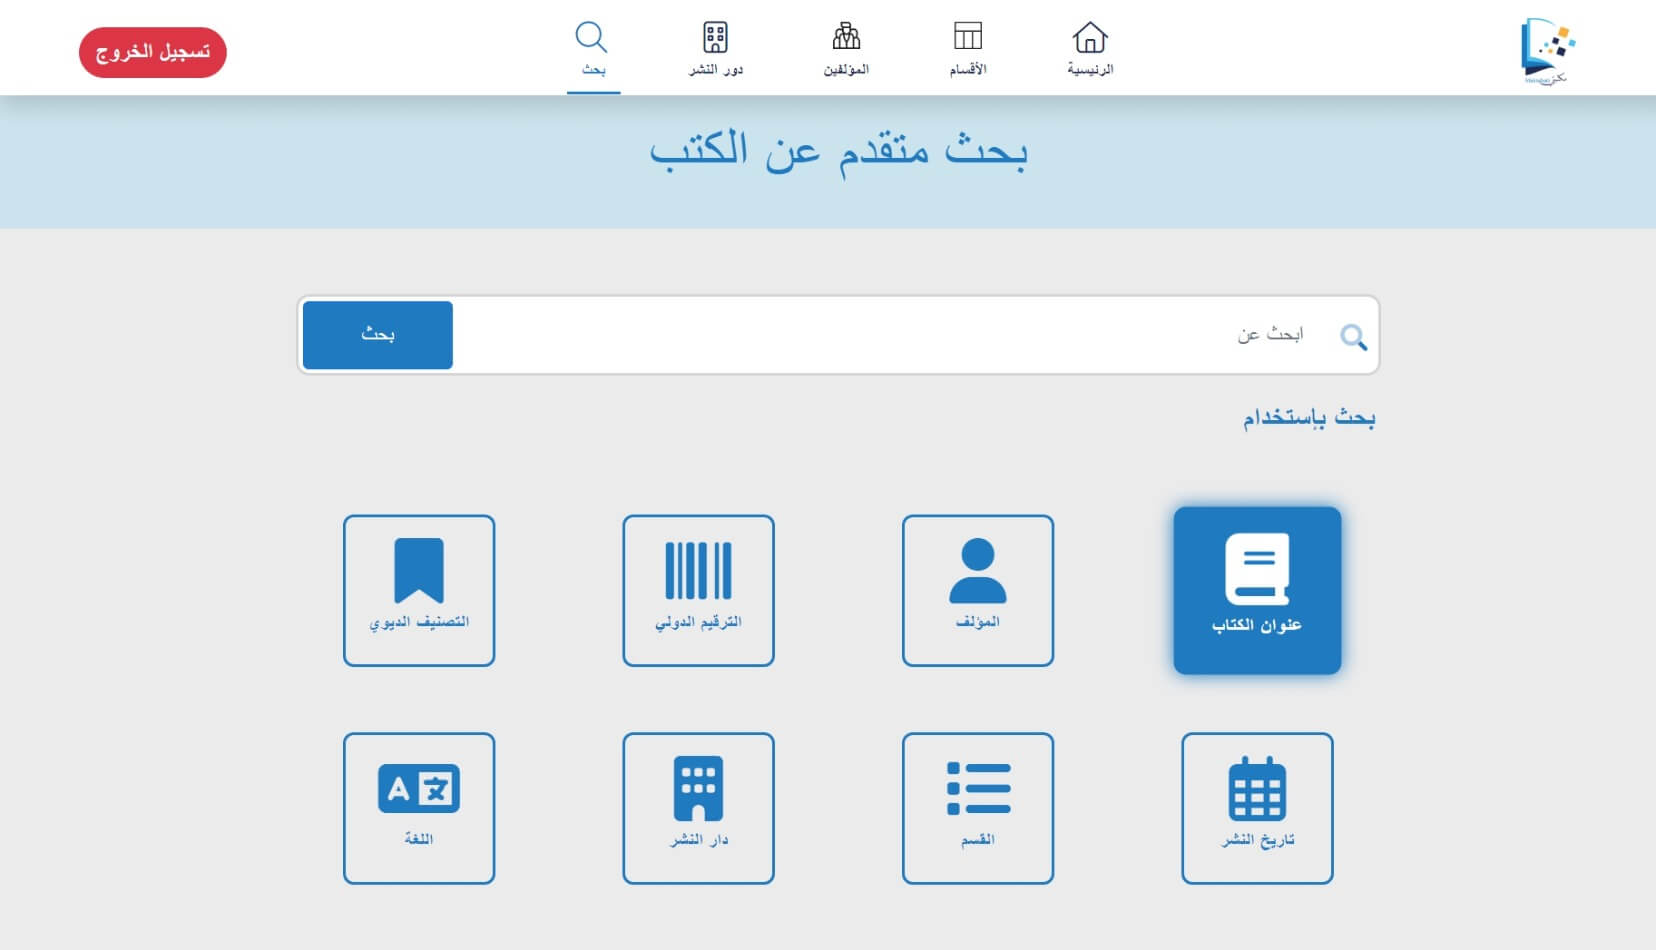 مكتبتي
الرئيسية
الأقسام
المؤلفين
دور النشر
بحث
تسجيل الخروج
بحث متقدم عن الكتب
ابحث عن
بحث
بحث بإستخدام
عنوان الكتاب
المؤلف
الترقيم الدولي
التصنيف الديوي
تاريخ النشر
القسم
دار النشر
اللغة